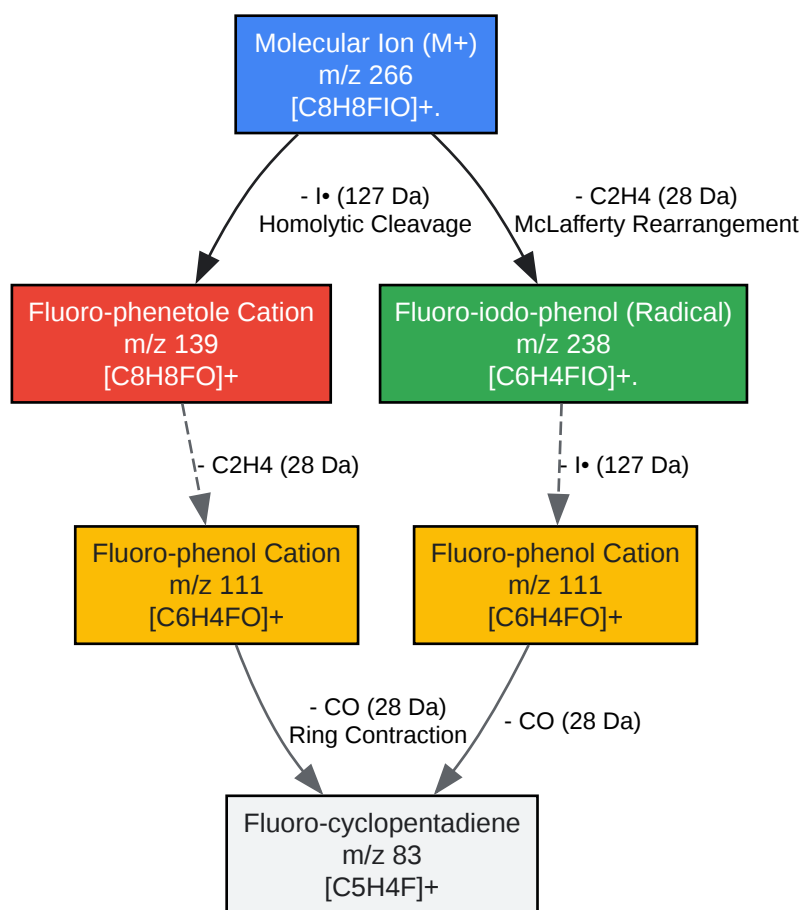 Molecular Ion (M+)
m/z 266
[C8H8FIO]+.
- I• (127 Da)
Homolytic Cleavage
- C2H4 (28 Da)
McLafferty Rearrangement
Fluoro-phenetole Cation
m/z 139
[C8H8FO]+
Fluoro-iodo-phenol (Radical)
m/z 238
[C6H4FIO]+.
- C2H4 (28 Da)
- I• (127 Da)
Fluoro-phenol Cation
m/z 111
[C6H4FO]+
Fluoro-phenol Cation
m/z 111
[C6H4FO]+
- CO (28 Da)
Ring Contraction
- CO (28 Da)
Fluoro-cyclopentadiene
m/z 83
[C5H4F]+